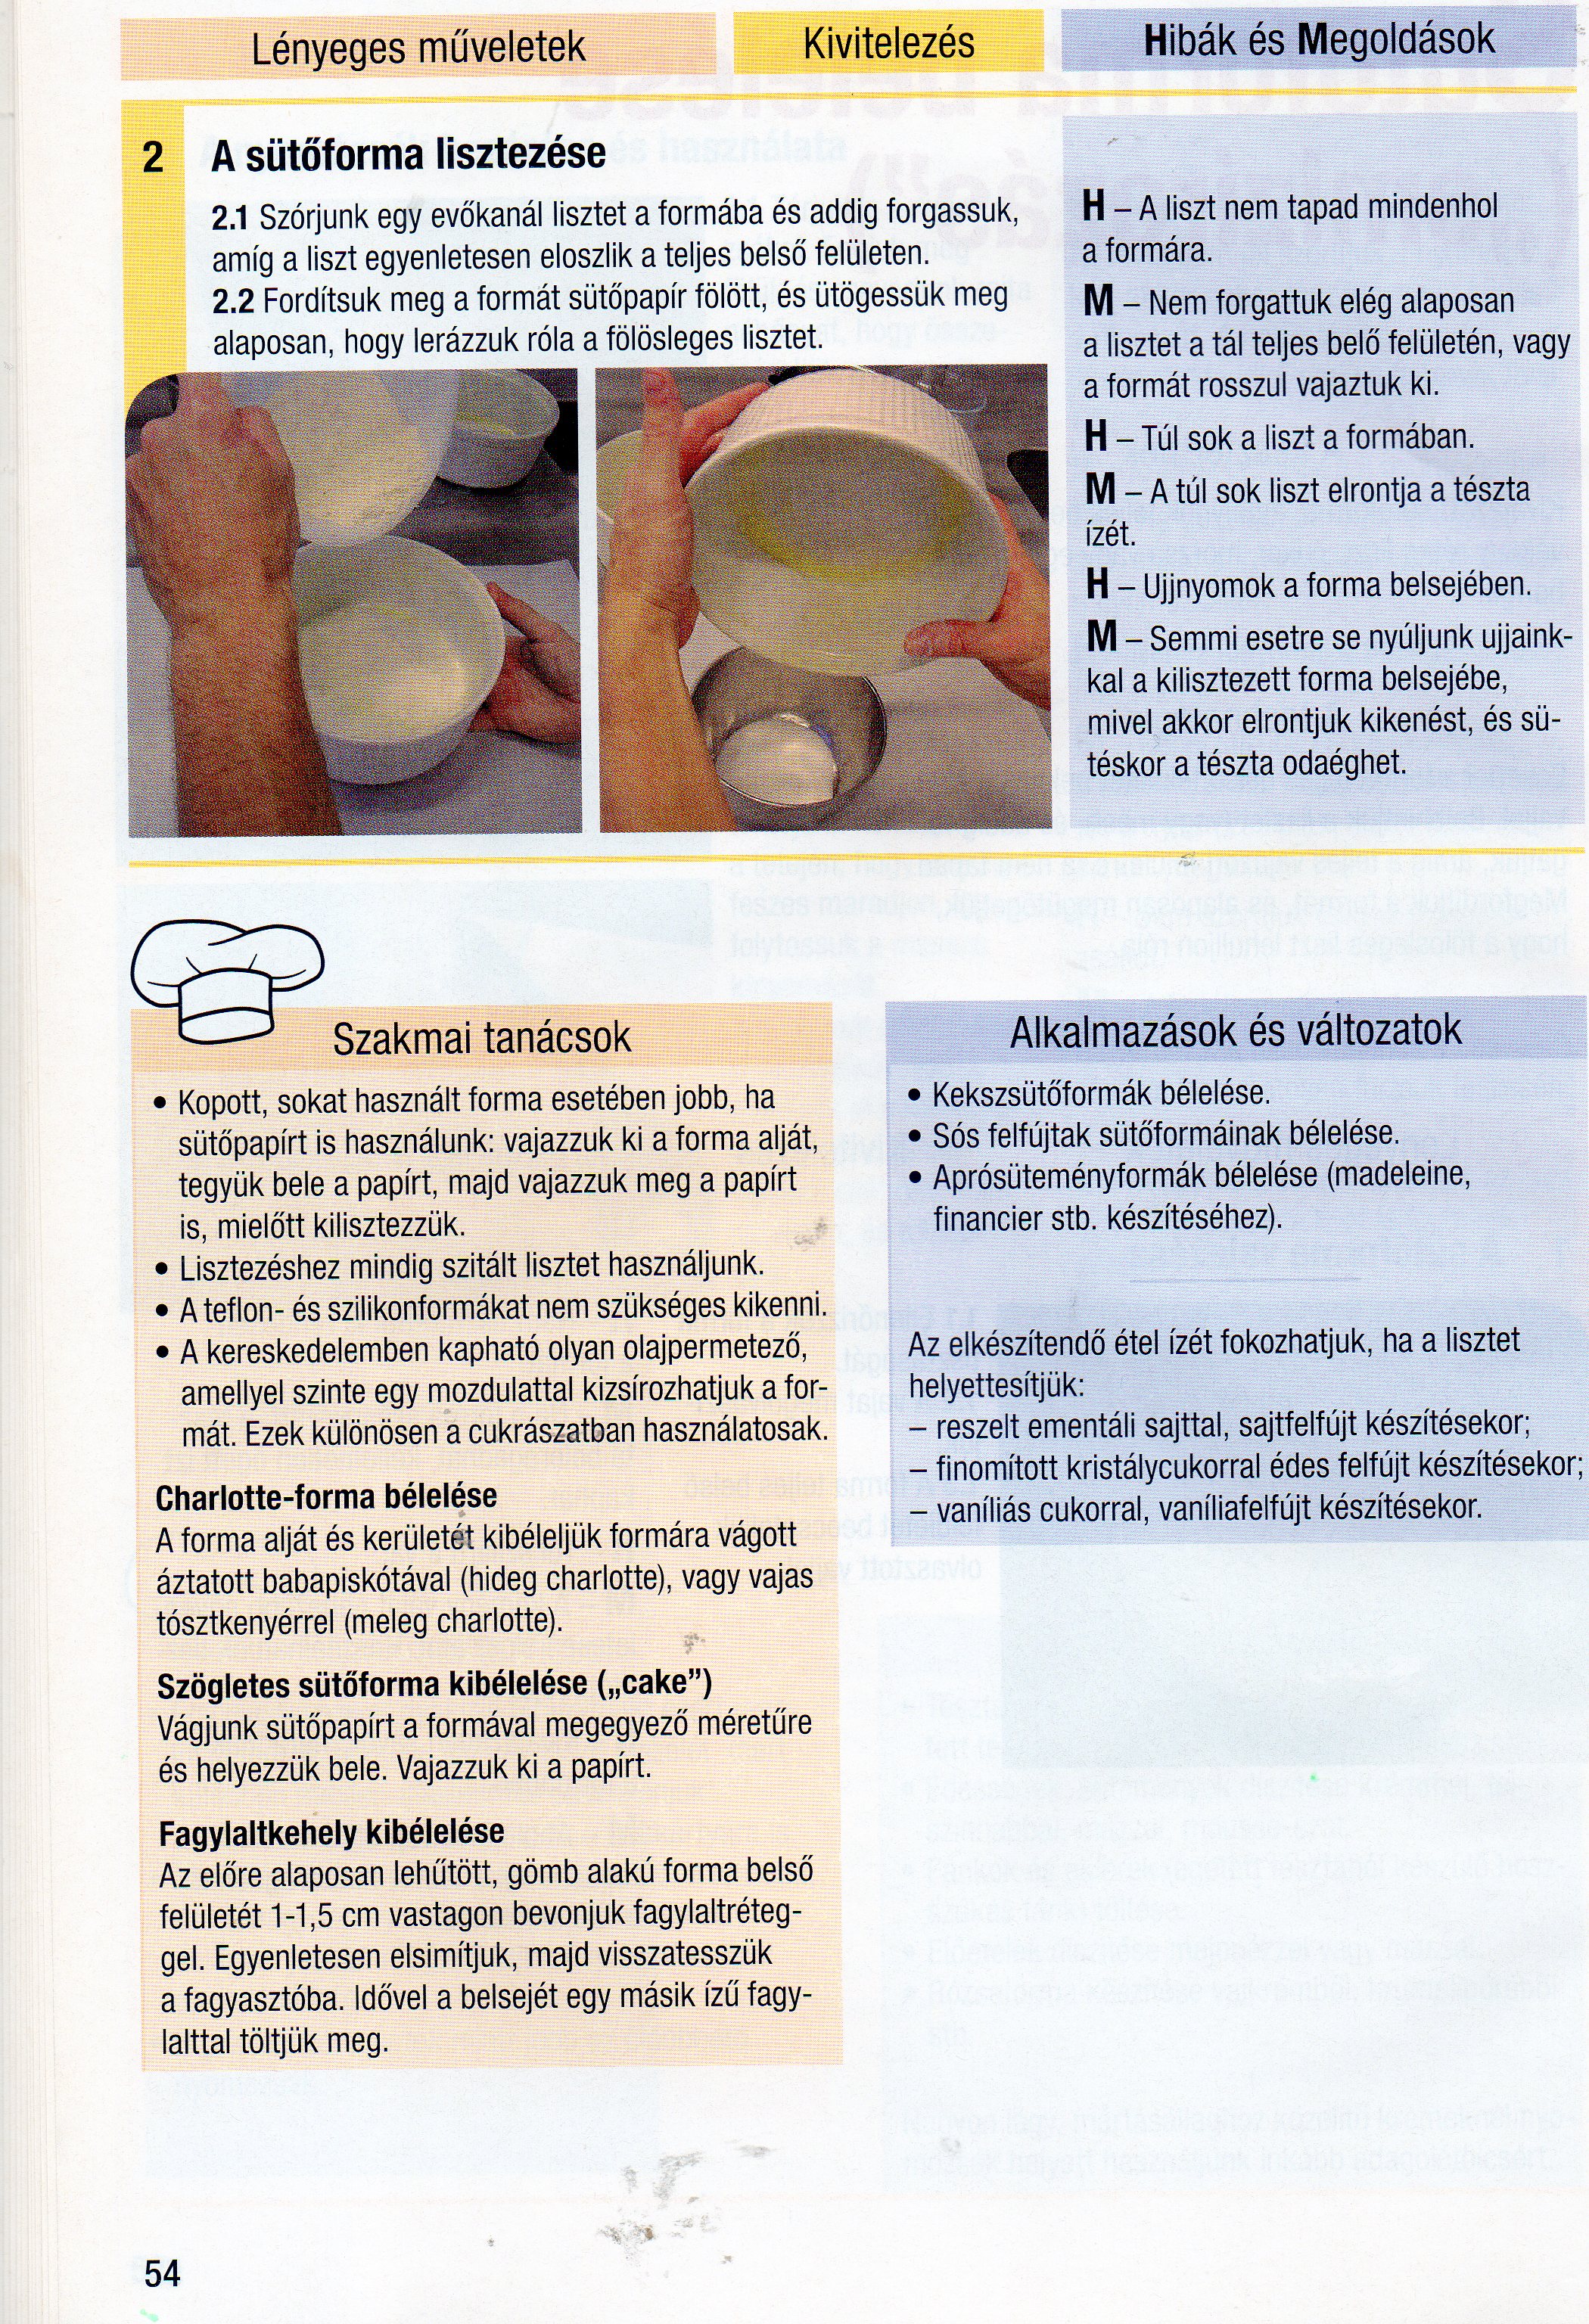 Lényeges műveletek
Kivitelezés
Hibák és Megoldások
2 A sütőforma lisztezése
2.1 Szórjunk egy evőkanál lisztet a formába és addig forgassuk,
amíg a liszt egyenletesen eloszlik a teljes belső felületen.
2.2 Fordítsuk meg a formát sütőpapír fölött, és ütögessük meg
alaposan, hogy lerázzuk róla a fölösleges lisztet.
H – A liszt nem tapad mindenhol
a formára.
M – Nem forgattuk elég alaposan
a lisztet a tál teljes belő felületén, vagy
a formát rosszul vajaztuk ki.
H – Túl sok a liszt a formában.
M – A túl sok liszt elrontja a tészta
ízét.
H – Ujjnyomok a forma belsejében.
M – Semmi esetre se nyúljunk ujjaink-
kal a kilisztezett forma belsejébe,
mivel akkor elrontjuk kikenést, és sü-
téskor a tészta odaéghet.
Szakmai tanácsok
• Kopott, sokat használt forma esetében jobb, ha
sütőpapírt is használunk: vajazzuk ki a forma alját,
tegyük bele a papírt, majd vajazzuk meg a papírt
is, mielőtt kilisztezzük.
• Lisztezéshez mindig szitált lisztet használjunk.
• A teflon- és szilikonformákat nem szükséges kikenni.
• A kereskedelemben kapható olyan olajpermetező,
amellyel szinte egy mozdulattal kizsírozhatjuk a for-
mát. Ezek különösen a cukrászatban használatosak.
Charlotte-forma bélelése
A forma alját és kerületét kibéleljük formára vágott
áztatott babapiskótával (hideg charlotte), vagy vajas
tósztkenyérrel (meleg charlotte).
Szögletes sütőforma kibélelése („cake”)
Vágjunk sütőpapírt a formával megegyező méretűre
és helyezzük bele. Vajazzuk ki a papírt.
Fagylaltkehely kibélelése
Az előre alaposan lehűtött, gömb alakú forma belső
felületét 1-1,5 cm vastagon bevonjuk fagylaltréteg-
gel. Egyenletesen elsimítjuk, majd visszatesszük
a fagyasztóba. Idővel a belsejét egy másik ízű fagy-
lalttal töltjük meg.
Alkalmazások és változatok
• Kekszsütőformák bélelése.
• Sós felfújtak sütőformáinak bélelése.
• Aprósüteményformák bélelése (madeleine,
financier stb. készítéséhez).
Az elkészítendő étel ízét fokozhatjuk, ha a lisztet
helyettesítjük:
– reszelt ementáli sajttal, sajtfelfújt készítésekor;
– finomított kristálycukorral édes felfújt készítésekor;
– vaníliás cukorral, vaníliafelfújt készítésekor.
54